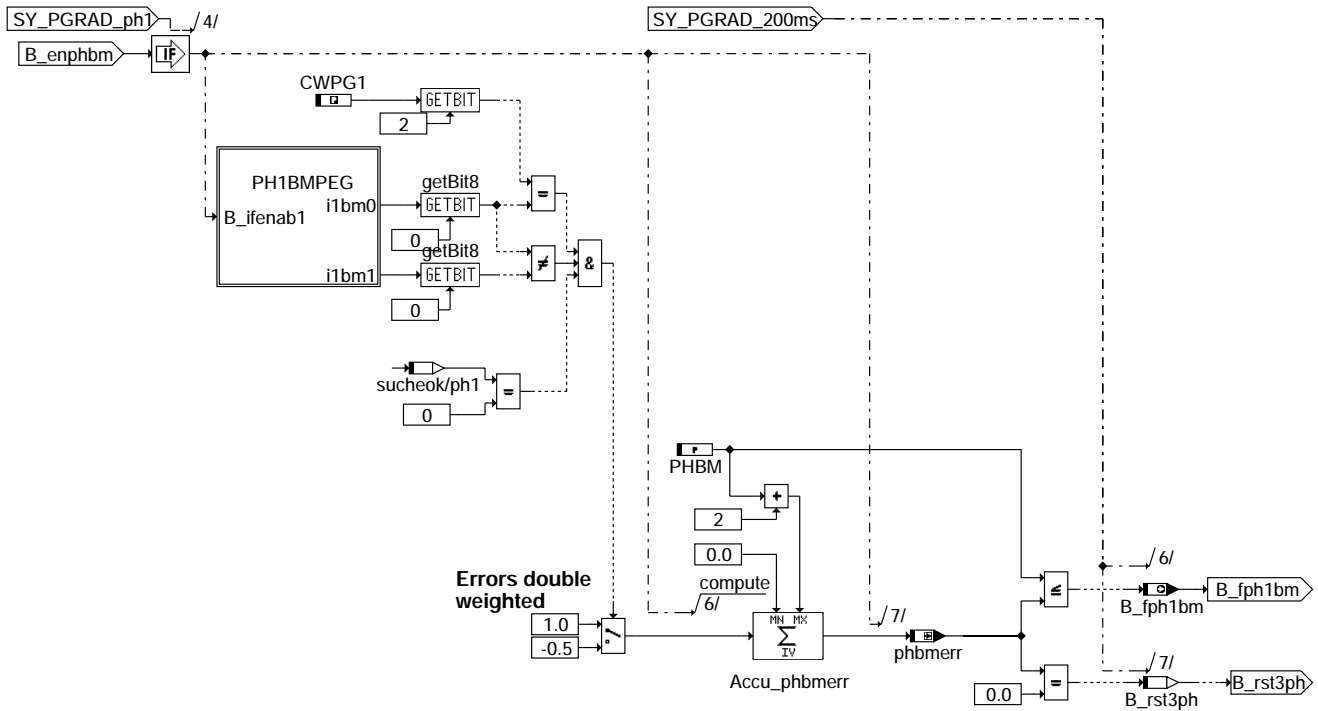 SY_PGRAD_ph1
/4/
SY_PGRAD_200ms
B_enphbm
IF
CWPG1
GETBIT
2
PH1BMPEG
getBit8
i1bm0
GETBIT
=
B_ifenab1
0
getBit8
≠
&
i1bm1
GETBIT
0
sucheok/ph1
=
0
P
PHBM
+
2
0.0
/6/
Errors double
weighted
compute
6/
≤
B_fph1bm
B_fph1bm
1.0
MN MX
/7/
-0.5
Σ
IV
phbmerr
/7/
Accu_phbmerr
0.0
=
B_rst3ph
B_rst3ph